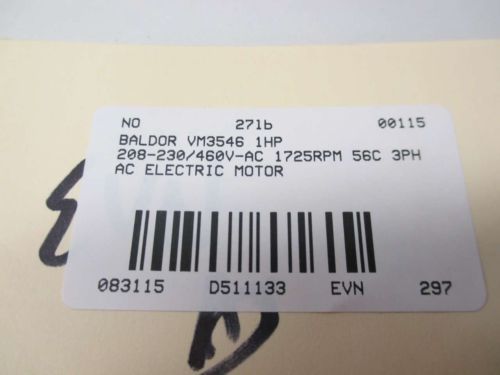 NO 27lb 00115
BALDOR VM3546 1HP
208-230/460V-AC 1725RPM 56C 3PH
AC ELECTRIC MOTOR
083115 D511133 EVN 297